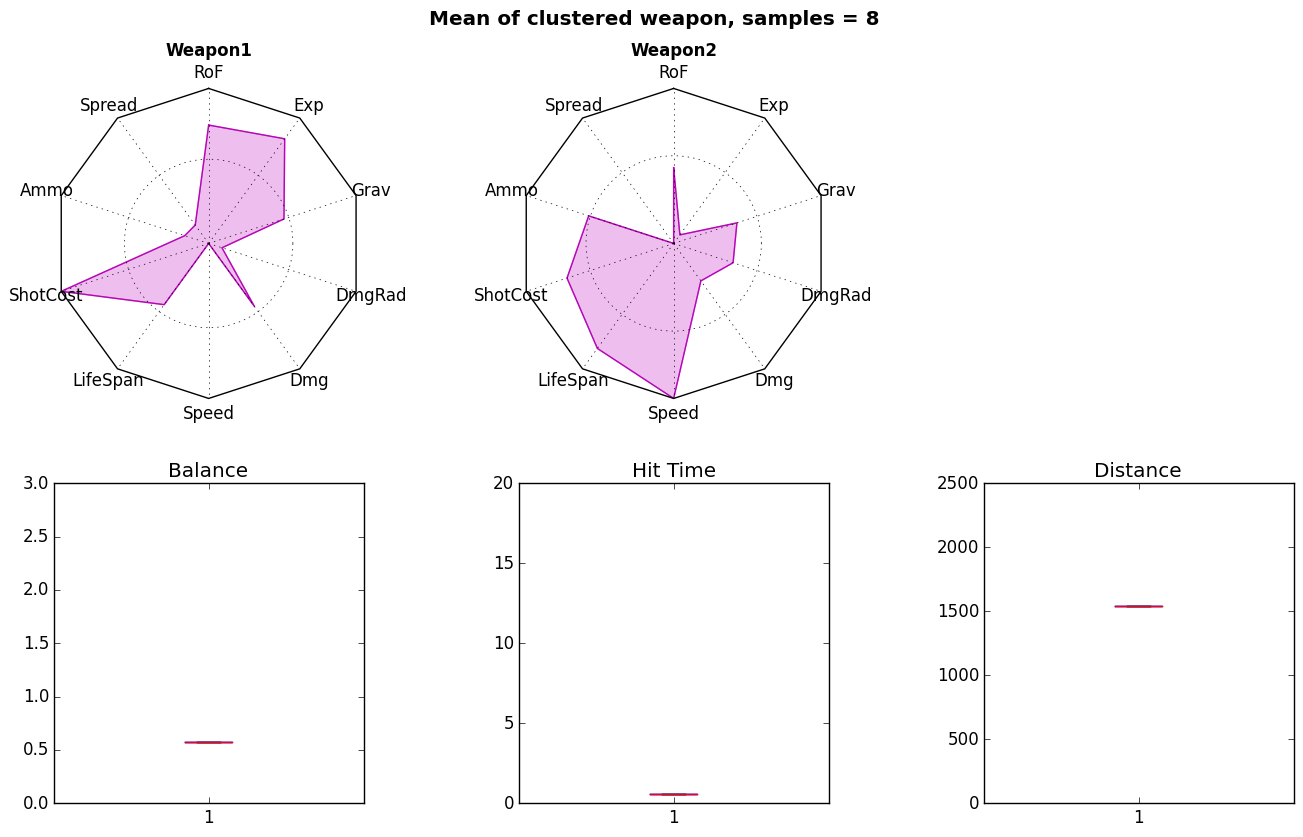 Mean of clustered weapon, samples = 8
Weapon1
RoF
Exp
Grav
DmgRad
Dmg
Speed
LifeSpan
ShotCost
Ammo
Spread
Weapon2
RoF
Exp
Grav
DmgRad
Dmg
Speed
LifeSpan
ShotCost
Ammo
Spread
Balance
3.0
2.5
2.0
1.5
1.0
0.5
0.0
1
Hit Time
20
15
10
5
0
1
Distance
2500
2000
1500
1000
500
0
1